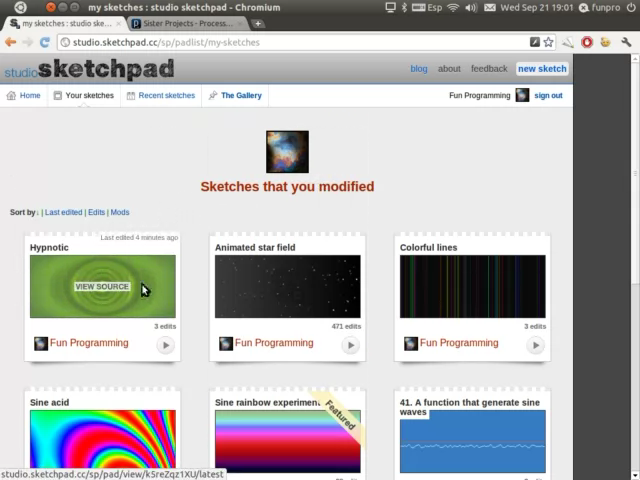 my sketches : studio sketchpad - Chromium
Esp
Wed Sep 21 19:01
funpro
my sketches : studio ske...
Sister Projects - Process...
studio.sketchpad.cc/sp/padlist/my-sketches
studiosketchpad
blog
about
feedback
new sketch
Home
Your sketches
Recent sketches
The Gallery
Fun Programming
sign out
Sketches that you modified
Sort by: | Last edited | Edits | Mods
Last edited 4 minutes ago
Hypnotic
VIEW SOURCE
3 edits
Fun Programming
Animated star field
471 edits
Fun Programming
Colorful lines
3 edits
Fun Programming
Sine acid
Sine rainbow experiment
Featured
41. A function that generate sine
waves
studio.sketchpad.cc/sp/pad/view/k5reZqz1XU/latest